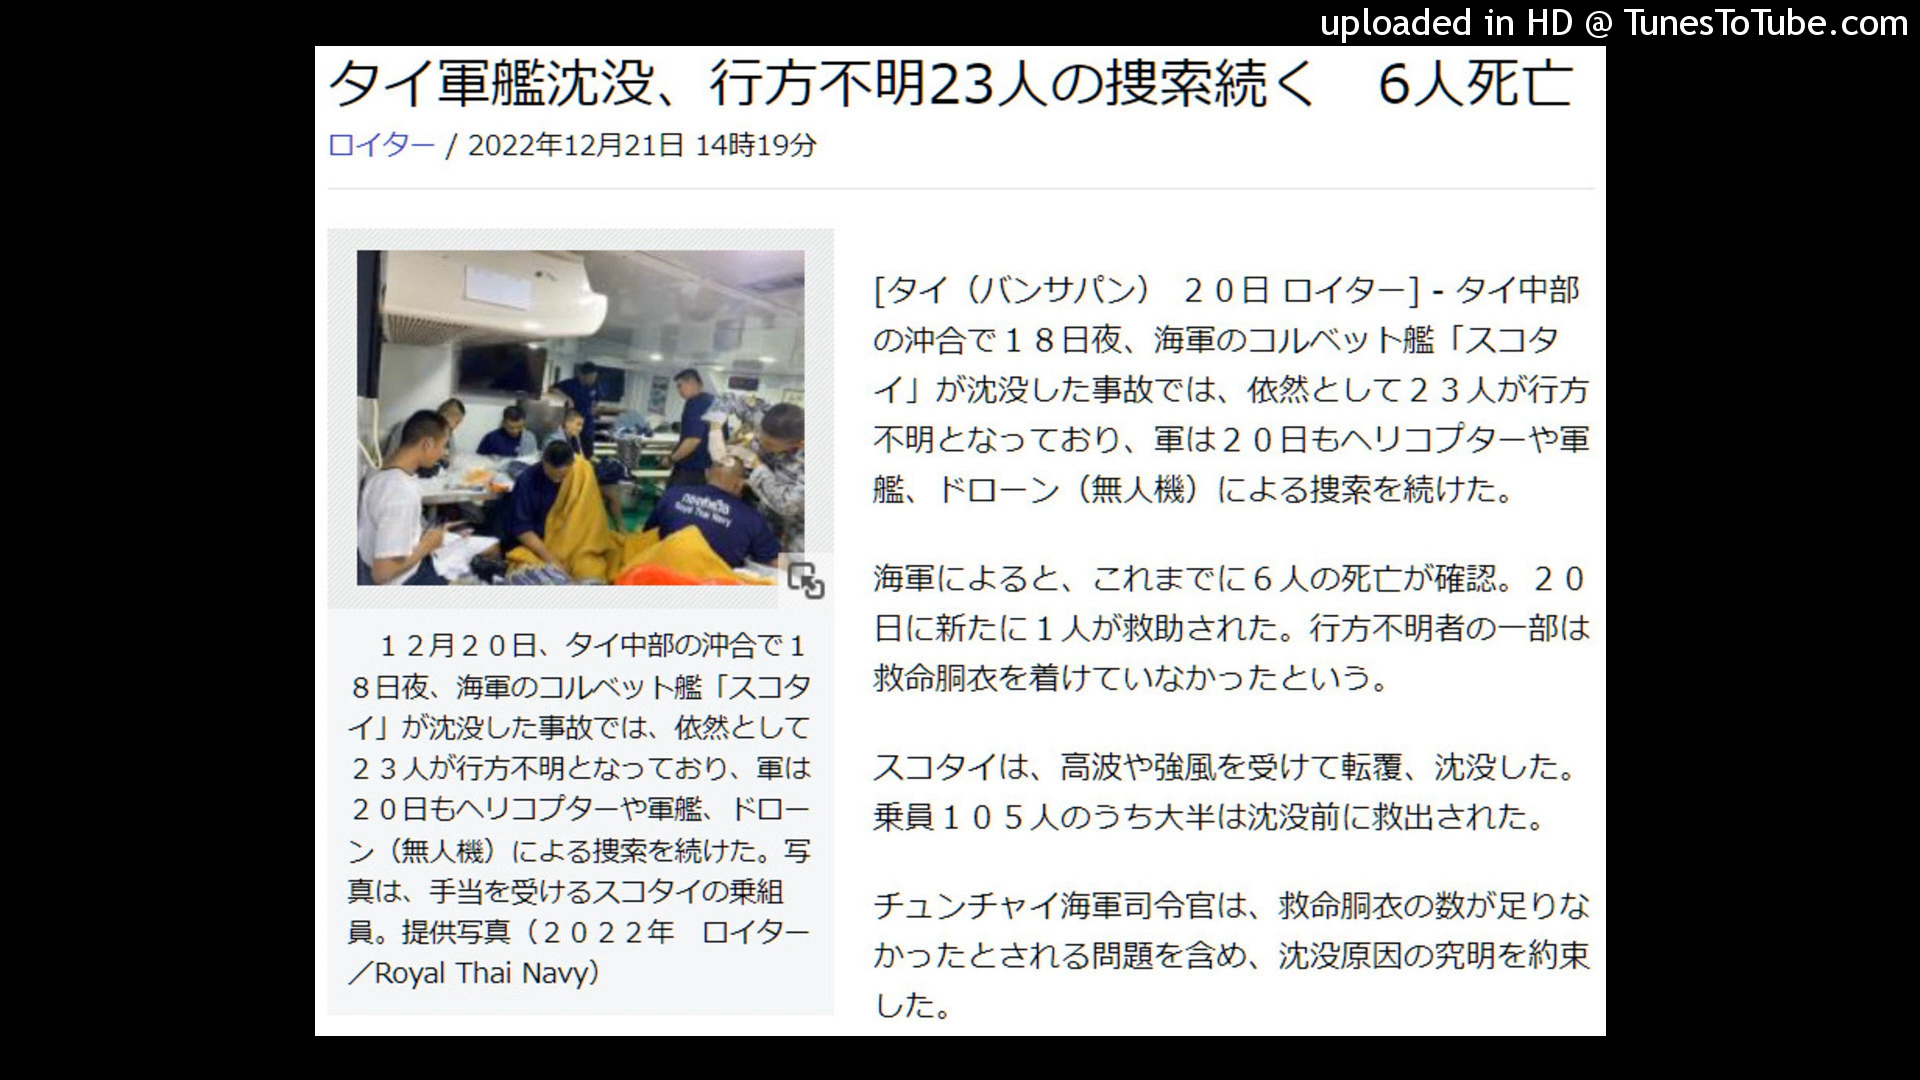 uploaded in HD @ TunesToTube.com
タイ軍艦沈没、行方不明23人の捜索続く　6人死亡
ロイター / 2022年12月21日 14時19分
กองทัพเรือ
Royal Thai Navy
１２月２０日、タイ中部の沖合で１
８日夜、海軍のコルベット艦「スコタ
イ」が沈没した事故では、依然として
２３人が行方不明となっており、軍は
２０日もヘリコプターや軍艦、ドロー
ン（無人機）による捜索を続けた。写
真は、手当を受けるスコタイの乗組
員。提供写真（２０２２年　ロイター
／Royal Thai Navy）
[タイ（バンサパン）　２０日 ロイター] - タイ中部
の沖合で１８日夜、海軍のコルベット艦「スコタ
イ」が沈没した事故では、依然として２３人が行方
不明となっており、軍は２０日もヘリコプターや軍
艦、ドローン（無人機）による捜索を続けた。
海軍によると、これまでに６人の死亡が確認。２０
日に新たに１人が救助された。行方不明者の一部は
救命胴衣を着けていなかったという。
スコタイは、高波や強風を受けて転覆、沈没した。
乗員１０５人のうち大半は沈没前に救出された。
チュンチャイ海軍司令官は、救命胴衣の数が足りな
かったとされる問題を含め、沈没原因の究明を約束
した。